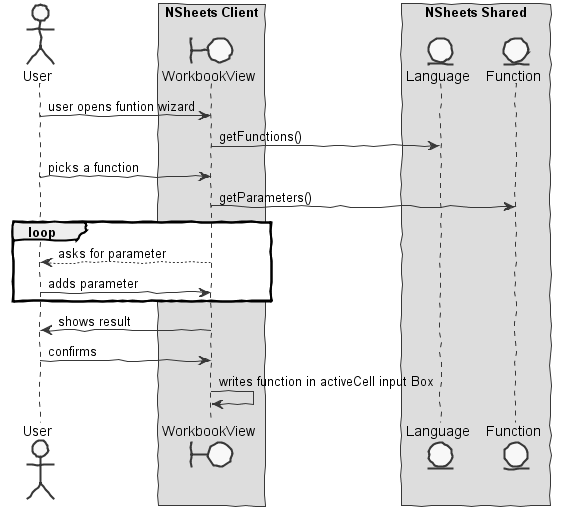 NSheets Client
NSheets Shared
User
WorkbookView
Language
Function
user opens funtion wizard
getFunctions()
picks a function
getParameters()
loop
asks for parameter
adds parameter
shows result
confirms
writes function in activeCell input Box
User
WorkbookView
Language
Function